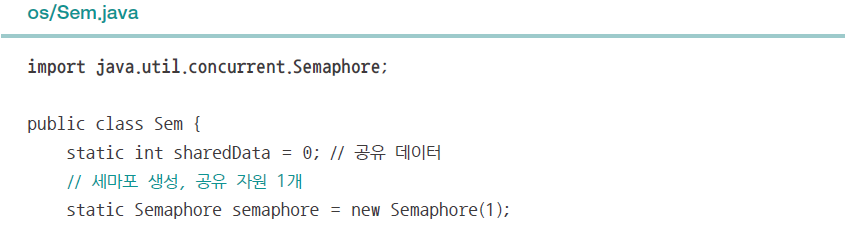 os/Sem.java
import java.util.concurrent.Semaphore;
public class Sem {
static int sharedData = 0; // 공유 데이터
// 세마포 생성, 공유 자원 1개
static Semaphore semaphore = new Semaphore(1);